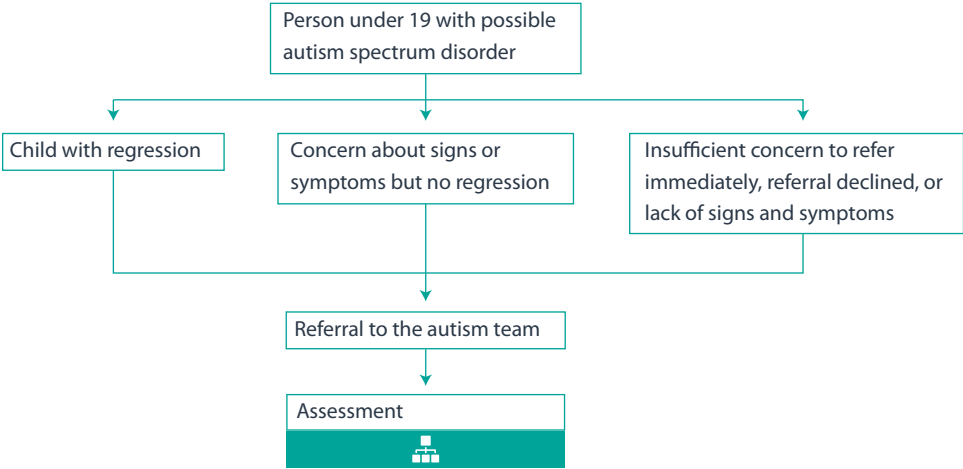 Person under 19 with possible
autism spectrum disorder
Child with regression
Concern about signs or
symptoms but no regression
Insufficient concern to refer
immediately, referral declined, or
lack of signs and symptoms
Referral to the autism team
Assessment